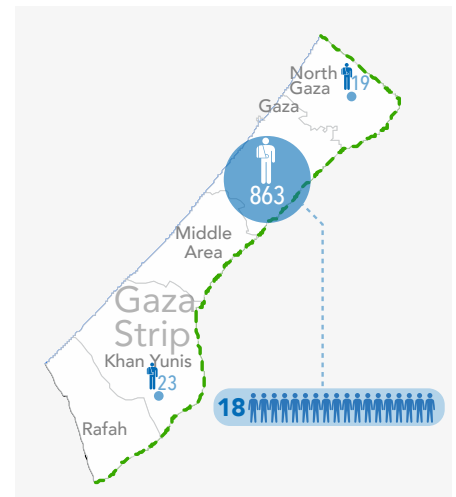 North
Gaza
19
Gaza
863
Middle
Area
Gaza
Strip
Khan Yunis
23
18
Rafah